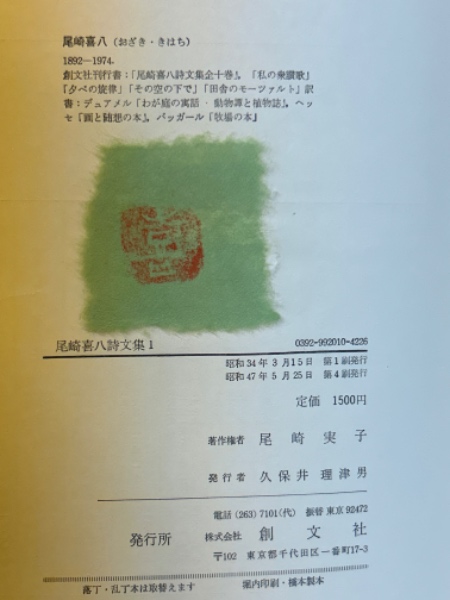 尾崎喜八(おざき・きはち)
1892—1974.
創文社刊行書:「尾崎喜八詩文集全十巻」,「私の衆讃歌」
「夕べの旋律」「その空の下で」「田舎のモーツァルト」訳
書:デュアメル「わが庭の寓話・動物譚と植物誌」,ヘッ
セ「画と随想の本」,バッガール「牧場の本」
尾崎喜八詩文集1 0392-992010-4226
昭和34年3月15日 第1刷発行
昭和47年5月25日 第4刷発行
定価 1500円
著作権者 尾崎実子
発行者 久保井理津男
電話(263)7101(代) 振替東京92472
発行所 株式会社 創文社
〒102 東京都千代田区一番町17-3
落丁・乱丁本は取替えます 堀内印刷・橋本製本